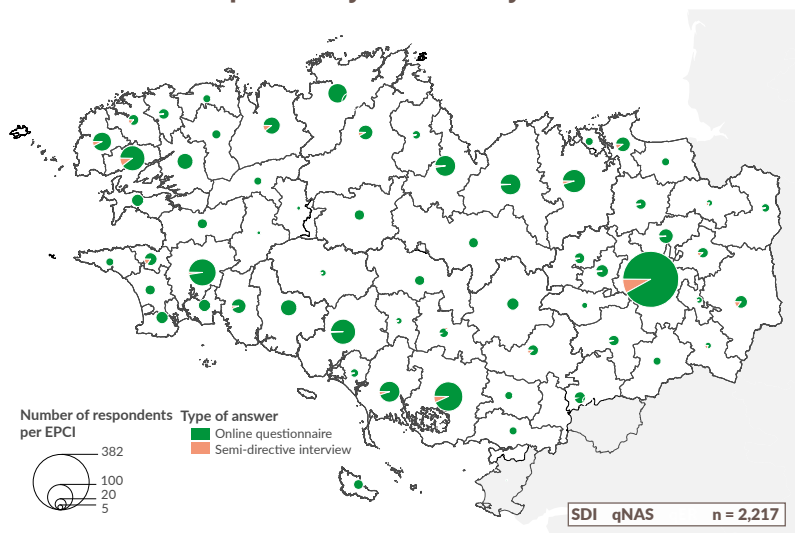 Number of respondents
per EPCI
382
100
20
5
Type of answer
Online questionnaire
Semi-directive interview
SDI qNAS n = 2,217